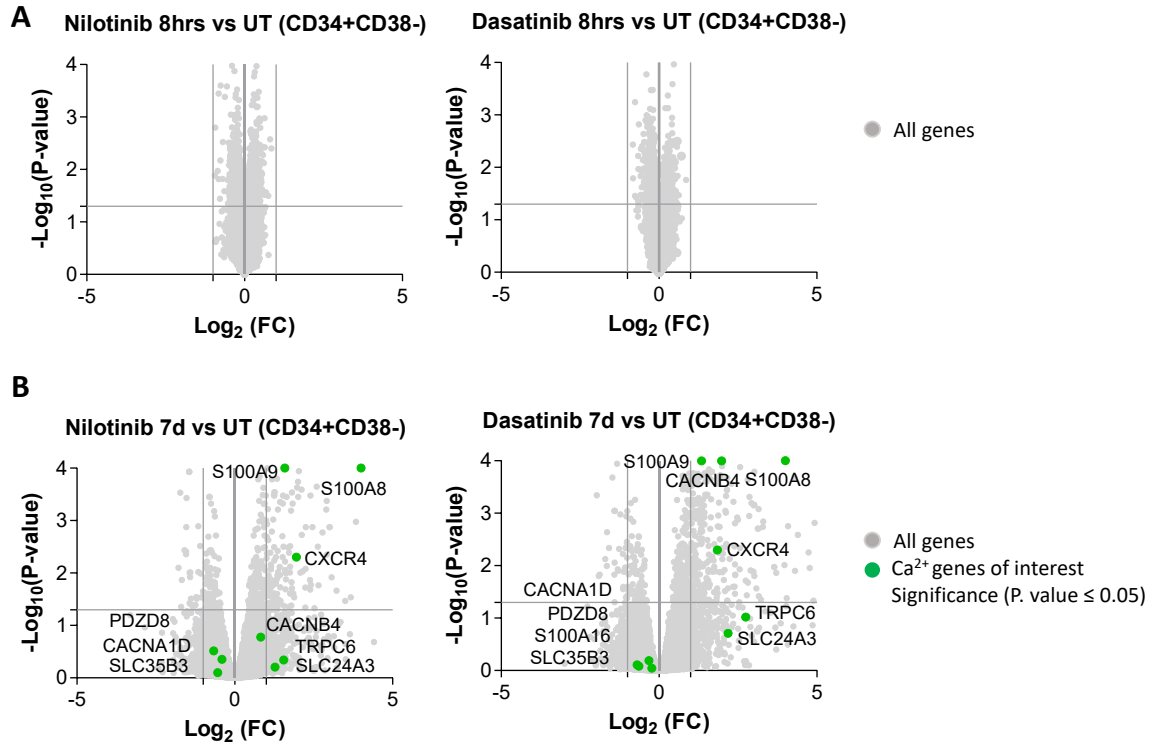 A
Nilotinib 8hrs vs UT (CD34+CD38-)
Dasatinib 8hrs vs UT (CD34+CD38-)
4
3
2
1
0
-5
0
5
-Log10(P-value)
Log2 (FC)
4
3
2
1
0
-5
0
5
-Log10(P-value)
Log2 (FC)
All genes
B
Nilotinib 7d vs UT (CD34+CD38-)
Dasatinib 7d vs UT (CD34+CD38-)
4
3
2
1
0
-5
0
5
-Log10(P-value)
Log2 (FC)
S100A9
S100A8
CXCR4
PDZD8
CACNB4
CACNA1D
TRPC6
SLC35B3
SLC24A3
4
3
2
1
0
-5
0
5
-Log10(P-value)
Log2 (FC)
S100A9
CACNB4
S100A8
CXCR4
CACNA1D
PDZD8
TRPC6
S100A16
SLC24A3
SLC35B3
All genes
Ca2+ genes of interest
Significance (P. value ≤ 0.05)